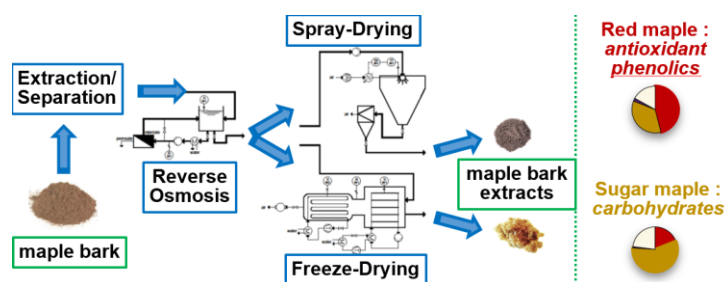 Spray-Drying
Extraction/
Separation
Reverse
Osmosis
maple bark
Freeze-Drying
maple bark
extracts
Red maple :
antioxidant
phenolics
Sugar maple :
carbohydrates